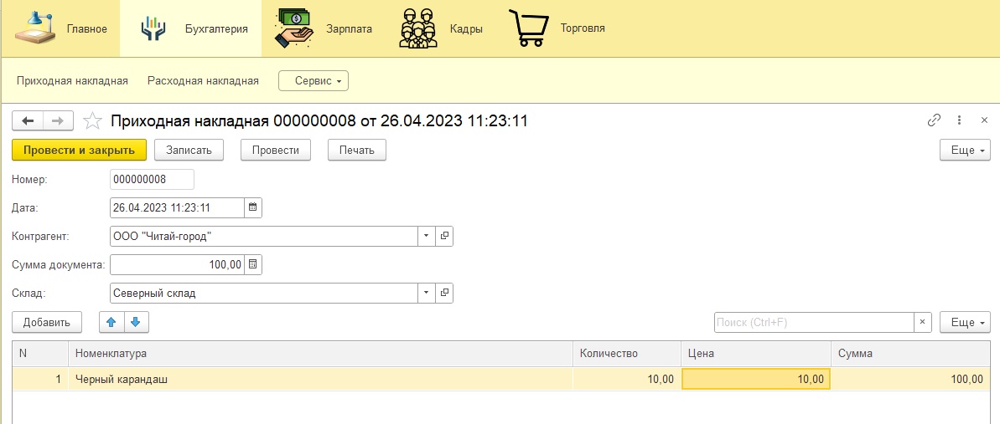 Главное Бухгалтерия Зарплата Кадры Торговля
Приходная накладная Расходная накладная Сервис
Приходная накладная 000000008 от 26.04.2023 11:23:11
Провести и закрыть Записать Провести Печать Еще
Номер: 000000008
Дата: 26.04.2023 11:23:11
Контрагент: ООО "Читай-город"
Сумма документа: 100,00
Склад: Северный склад
Добавить Поиск (Ctrl+F) × Еще
N Номенклатура Количество Цена Сумма
1 Черный карандаш 10,00 10,00 100,00